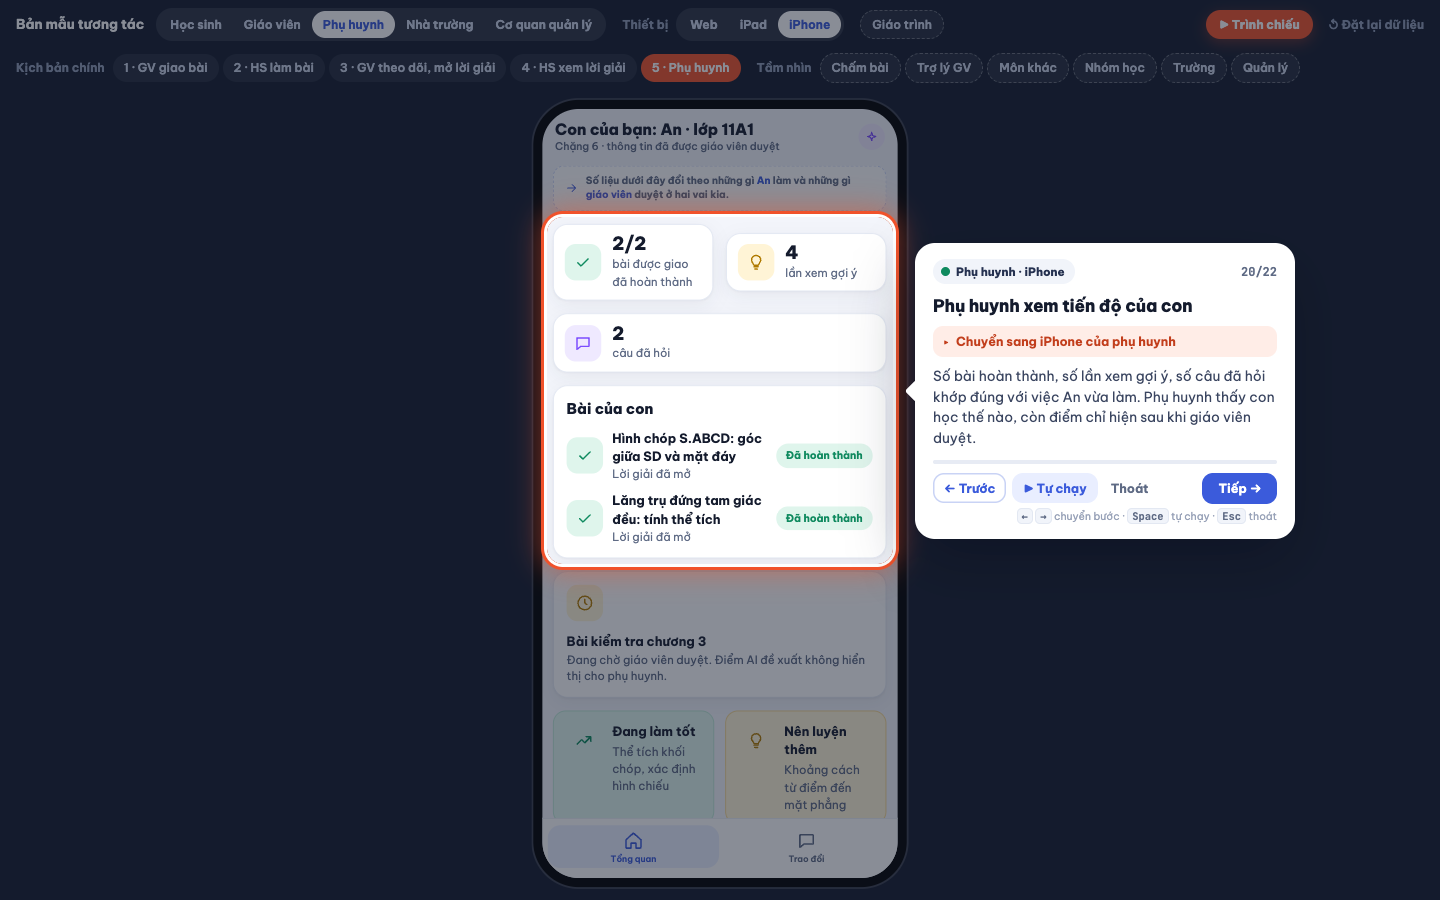 Bản mẫu tương tác
Học sinh Giáo viên Phụ huynh Nhà trường Cơ quan quản lý
Thiết bị Web iPad iPhone
Giáo trình
Trình chiếu
Đặt lại dữ liệu
Kịch bản chính 1 · GV giao bài 2 · HS làm bài 3 · GV theo dõi, mở lời giải 4 · HS xem lời giải 5 · Phụ huynh
Tầm nhìn Chấm bài Trợ lý GV Môn khác Nhóm học Trường Quản lý
Con của bạn: An · lớp 11A1
Chặng 6 · thông tin đã được giáo viên duyệt
Số liệu dưới đây đổi theo những gì An làm và những gì
giáo viên duyệt ở hai vai kia.
2/2
bài được giao
đã hoàn thành
4
lần xem gợi ý
2
câu đã hỏi
Bài của con
Hình chóp S.ABCD: góc
giữa SD và mặt đáy
Lời giải đã mở
Đã hoàn thành
Lăng trụ đứng tam giác
đều: tính thể tích
Lời giải đã mở
Đã hoàn thành
Bài kiểm tra chương 3
Đang chờ giáo viên duyệt. Điểm AI đề xuất không hiển
thị cho phụ huynh.
Đang làm tốt
Thể tích khối
chóp, xác định
hình chiếu
Nên luyện
thêm
Khoảng cách
từ điểm đến
mặt phẳng
Tổng quan
Trao đổi
Phụ huynh · iPhone
20/22
Phụ huynh xem tiến độ của con
Chuyển sang iPhone của phụ huynh
Số bài hoàn thành, số lần xem gợi ý, số câu đã hỏi
khớp đúng với việc An vừa làm. Phụ huynh thấy con
học thế nào, còn điểm chỉ hiện sau khi giáo viên
duyệt.
← Trước
Tự chạy
Thoát
Tiếp →
← → chuyển bước · Space tự chạy · Esc thoát